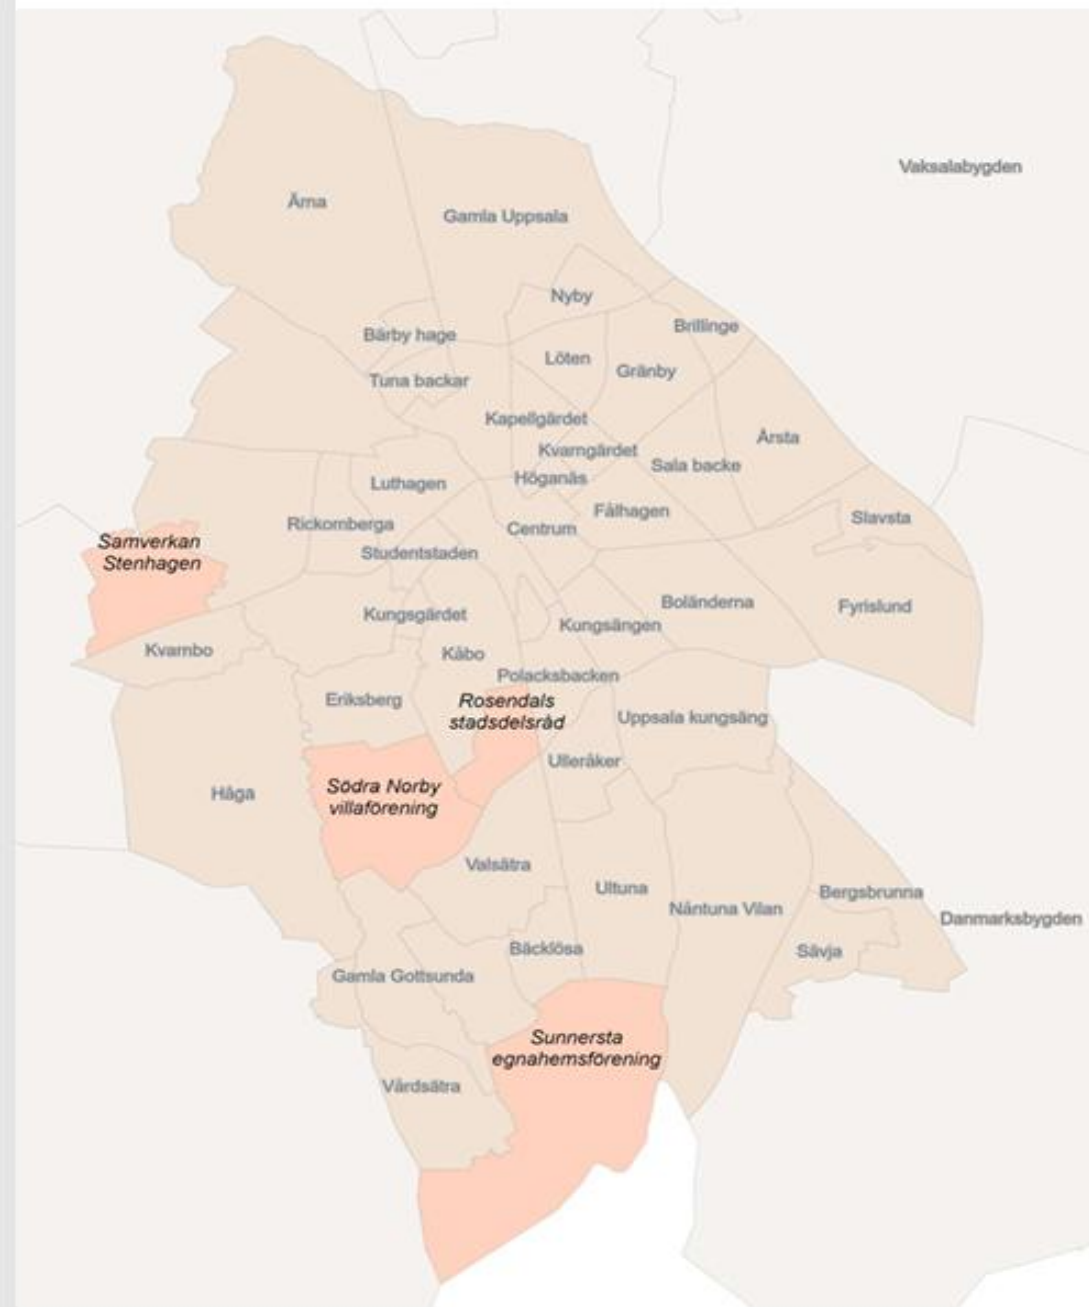 Vaksalabygden
Ärna
Gamla Uppsala
Nyby
Brillinge
Bärby hage
Löten
Gränby
Tuna backar
Kapellgärdet
Årsta
Kvarngärdet
Sala backe
Höganäs
Luthagen
Fålhagen
Slavsta
Rickomberga
Centrum
Samverkan
Stenhagen
Studentstaden
Boländerna
Fyrislund
Kungsgärdet
Kungsängen
Kvarnbo
Kåbo
Polacksbacken
Eriksberg
Rosendals
stadsdelsråd
Uppsala kungsäng
Ulleråker
Södra Norby
villaförening
Håga
Valsätra
Ultuna
Bergsbrunna
Nåntuna Vilan
Danmarksbygden
Bäcklösa
Sävja
Gamla Gottsunda
Sunnersta
egnahemsförening
Vårdsätra